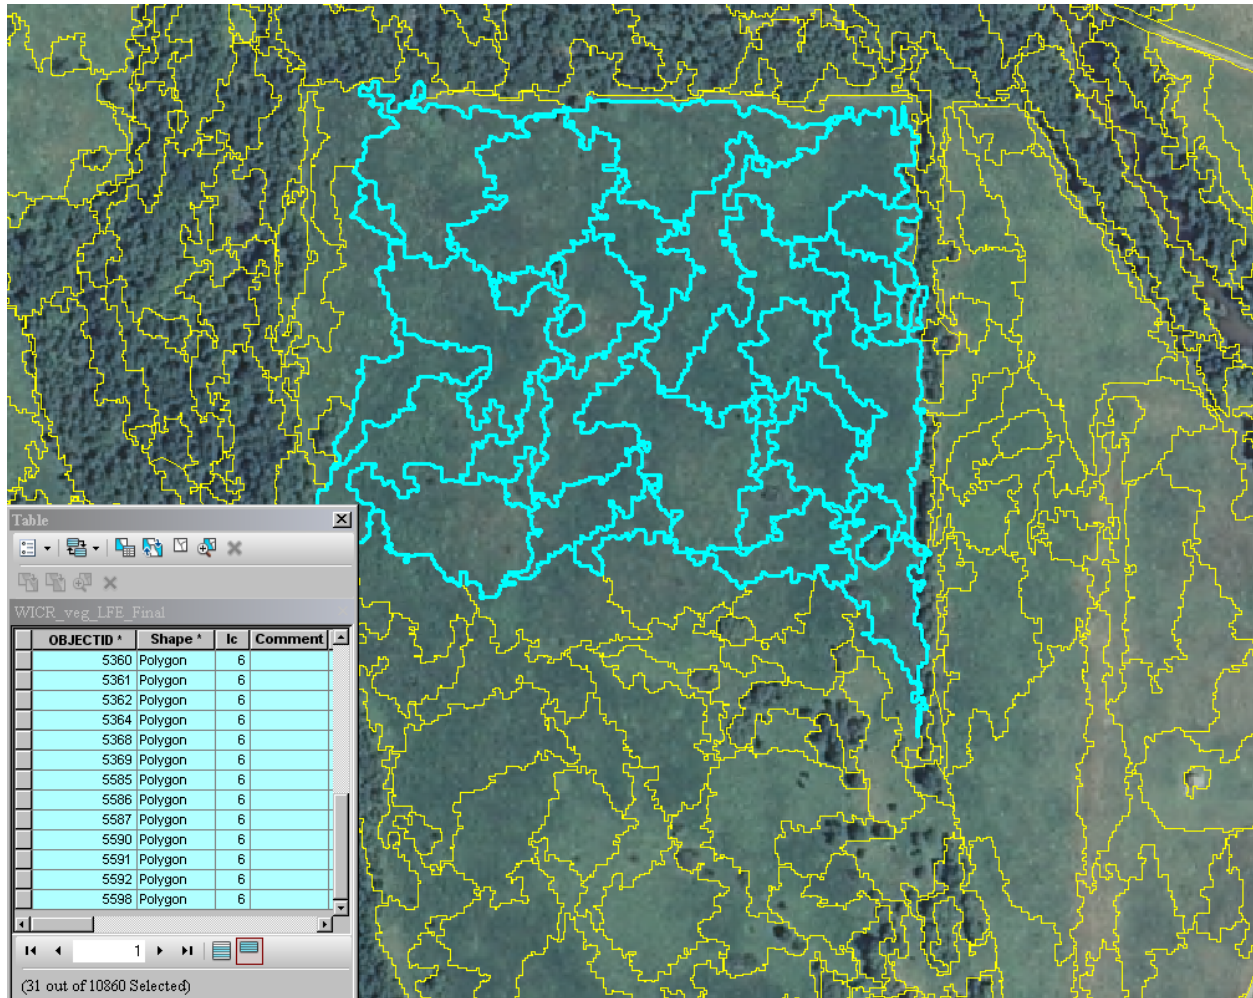 Table
WICR_veg_LFE_Final
OBJECTID * Shape * lc Comment
5360 Polygon 6
5361 Polygon 6
5362 Polygon 6
5364 Polygon 6
5368 Polygon 6
5369 Polygon 6
5585 Polygon 6
5586 Polygon 6
5587 Polygon 6
5590 Polygon 6
5591 Polygon 6
5592 Polygon 6
5598 Polygon 6
1
(31 out of 10860 Selected)